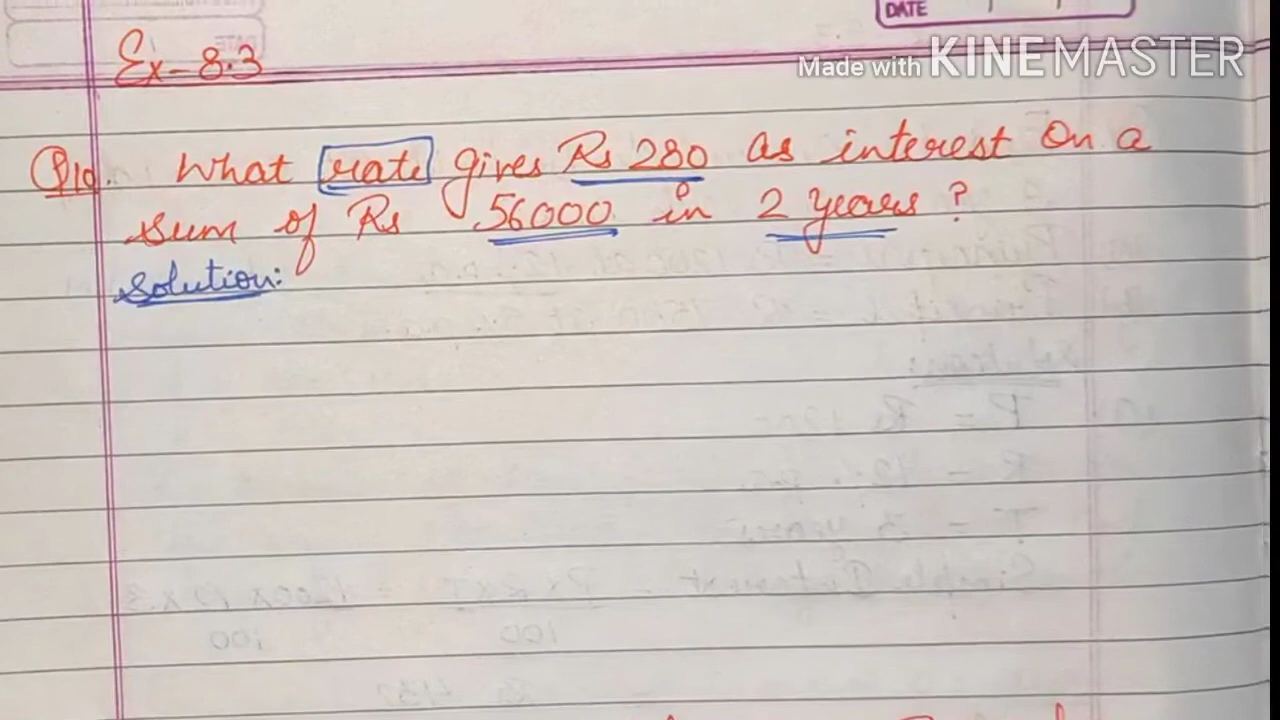 DATE
Made with KINEMASTER
Ex-8.3
Q10. What rate gives Rs 280 as interest on a
sum of Rs 56000 in 2 years?
Solution: